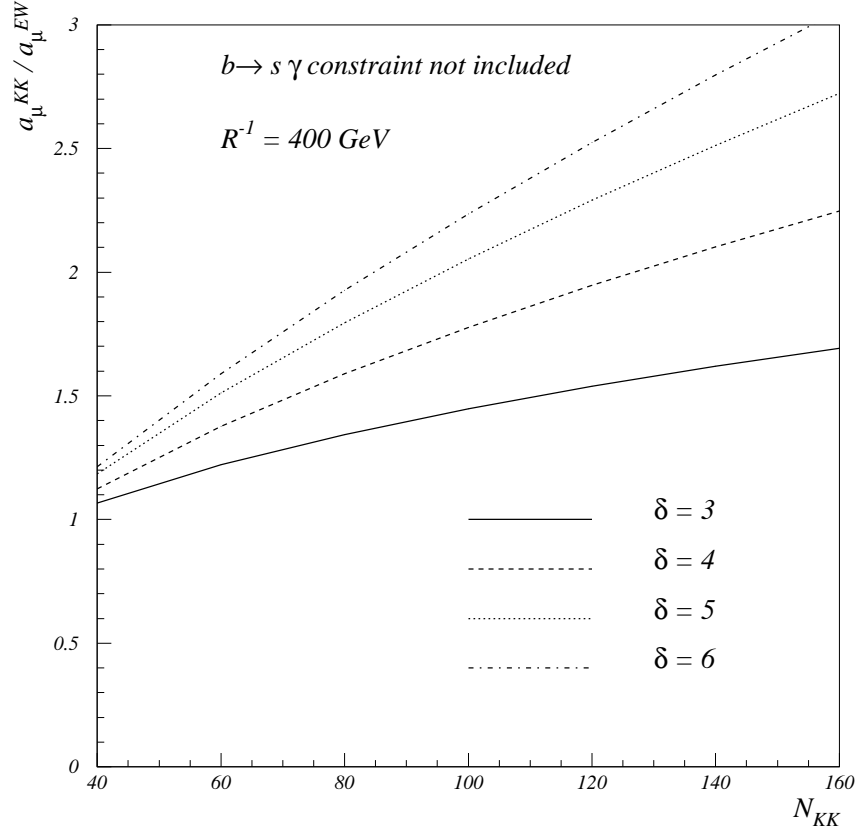 a_μ^KK / a_μ^EW
3
2.5
2
1.5
1
0.5
0
b→ s γ constraint not included
R^-1 = 400 GeV
δ = 3
δ = 4
δ = 5
δ = 6
40 60 80 100 120 140 160
N_KK